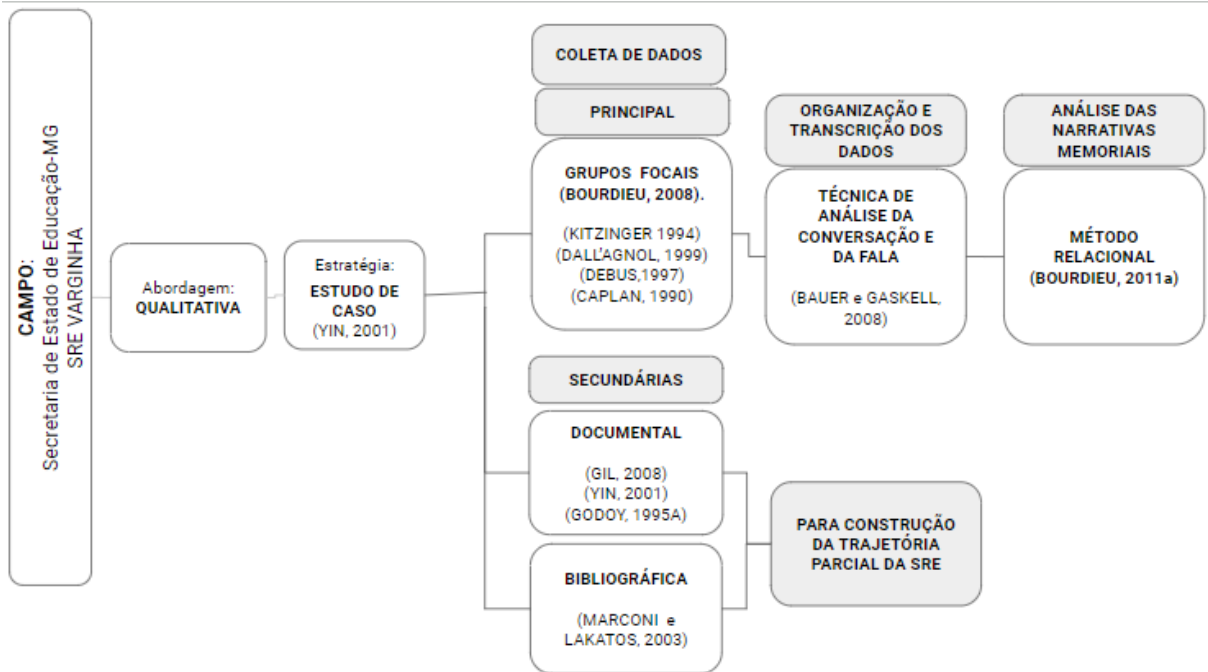 CAMPO:
Secretaria de Estado de Educação-MG
SRE VARGINHA
Abordagem:
QUALITATIVA
Estratégia:
ESTUDO DE
CASO
(YIN, 2001)
COLETA DE DADOS
PRINCIPAL
GRUPOS FOCAIS
(BOURDIEU, 2008).
(KITZINGER 1994)
(DALL'AGNOL, 1999)
(DEBUS,1997)
(CAPLAN, 1990)
ORGANIZAÇÃO E
TRANSCRIÇÃO DOS
DADOS
TÉCNICA DE
ANÁLISE DA
CONVERSAÇÃO E
DA FALA
(BAUER e GASKELL,
2008)
ANÁLISE DAS
NARRATIVAS
MEMORIAIS
MÉTODO
RELACIONAL
(BOURDIEU, 2011a)
SECUNDÁRIAS
DOCUMENTAL
(GIL, 2008)
(YIN, 2001)
(GODOY, 1995A)
BIBLIOGRÁFICA
(MARCONI e
LAKATOS, 2003)
PARA CONSTRUÇÃO
DA TRAJETÓRIA
PARCIAL DA SRE